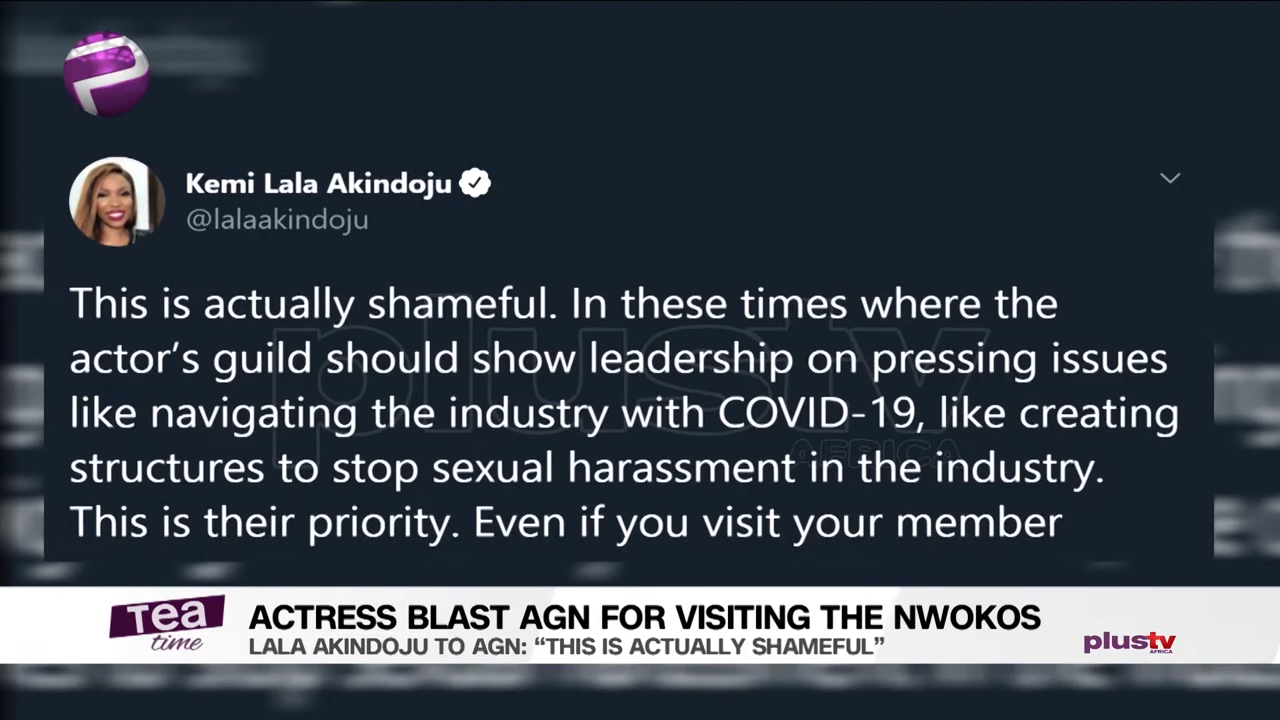 Kemi Lala Akindoju
@lalaakindoju
This is actually shameful. In these times where the
actor’s guild should show leadership on pressing issues
like navigating the industry with COVID-19, like creating
structures to stop sexual harassment in the industry.
This is their priority. Even if you visit your member
plustv
AFRICA
Tea
time
ACTRESS BLAST AGN FOR VISITING THE NWOKOS
LALA AKINDOJU TO AGN: “THIS IS ACTUALLY SHAMEFUL”
plustv
AFRICA